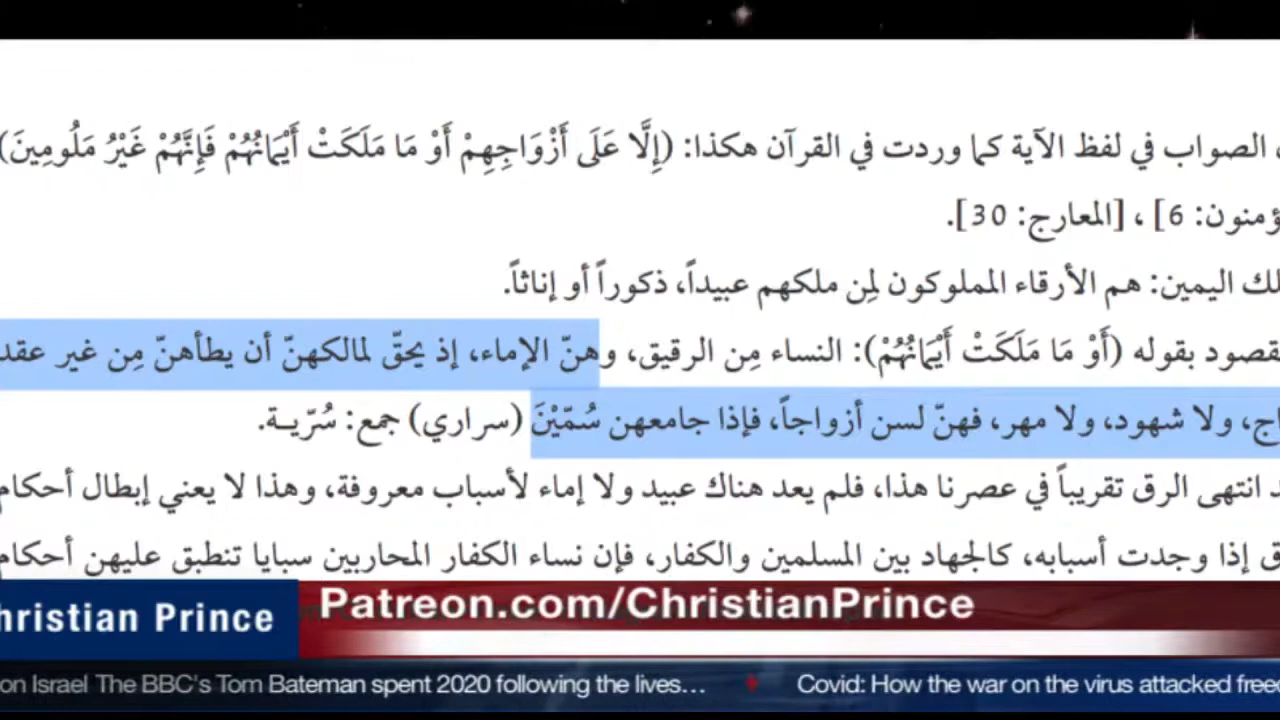 الصواب في لفظ الآية كما وردت في القرآن هكذا: (إِلَّا عَلَى أَزْوَاجِهِمْ أَوْ مَا مَلَكَتْ أَيْمَانُهُمْ فَإِنَّهُمْ غَيْرُ مَلُومِينَ)
ؤمنون: 6] ، [المعارج: 30].
لك اليمين: هم الأرقاء المملوكون لِمن ملكهم عبيداً، ذكوراً أو إناثاً.
قصود بقوله (أَوْ مَا مَلَكَتْ أَيْمَانُهُمْ): النساء مِن الرقيق، وهنّ الإماء، إذ يحقّ لمالكهنّ أن يطأهنّ مِن غير عقد
اج، ولا شهود، ولا مهر، فهنّ لسن أزواجاً، فإذا جامعهن سُمّيْنَ (سراري) جمع: سُرّيـة.
د انتهى الرق تقريباً في عصرنا هذا، فلم يعد هناك عبيد ولا إماء لأسباب معروفة، وهذا لا يعني إبطال أحكام
ق إذا وجدت أسبابه، كالجهاد بين المسلمين والكفار، فإن نساء الكفار المحاربين سبايا تنطبق عليهن أحكام
hristian Prince
Patreon.com/ChristianPrince
on Israel The BBC's Tom Bateman spent 2020 following the lives... Covid: How the war on the virus attacked free